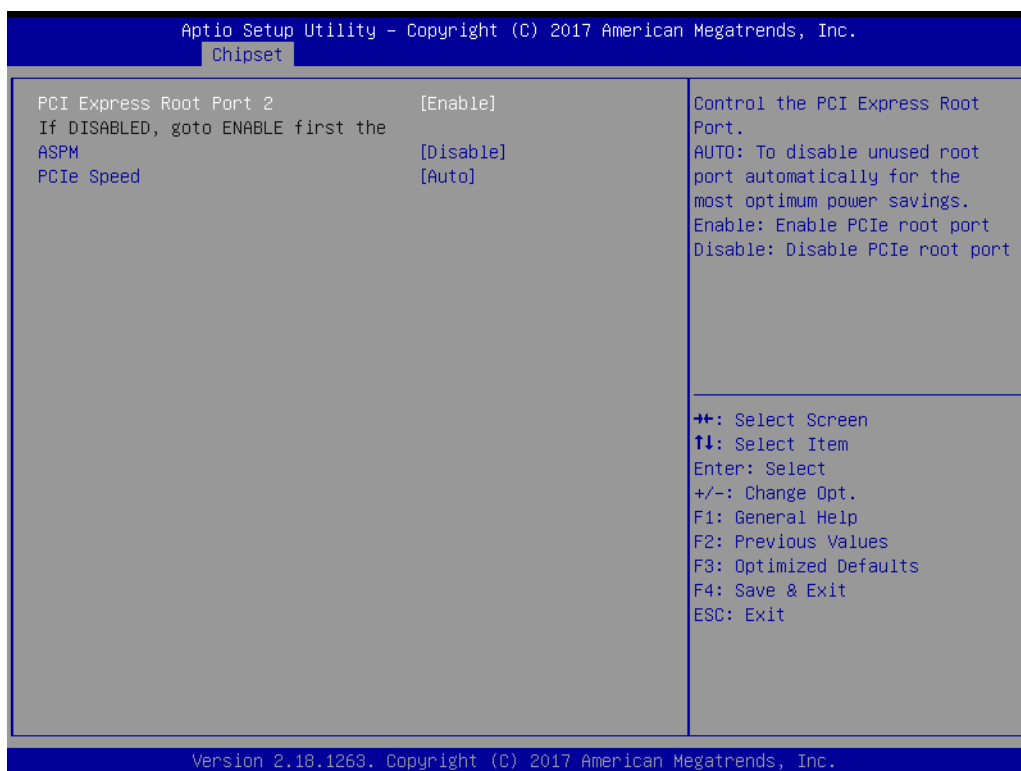 Aptio Setup Utility – Copyright (C) 2017 American Megatrends, Inc.
Chipset
PCI Express Root Port 2 [Enable]
If DISABLED, goto ENABLE first the
ASPM [Disable]
PCIe Speed [Auto]
Control the PCI Express Root
Port.
AUTO: To disable unused root
port automatically for the
most optimum power savings.
Enable: Enable PCIe root port
Disable: Disable PCIe root port
→←: Select Screen
↑↓: Select Item
Enter: Select
+/-: Change Opt.
F1: General Help
F2: Previous Values
F3: Optimized Defaults
F4: Save & Exit
ESC: Exit
Version 2.18.1263. Copyright (C) 2017 American Megatrends, Inc.